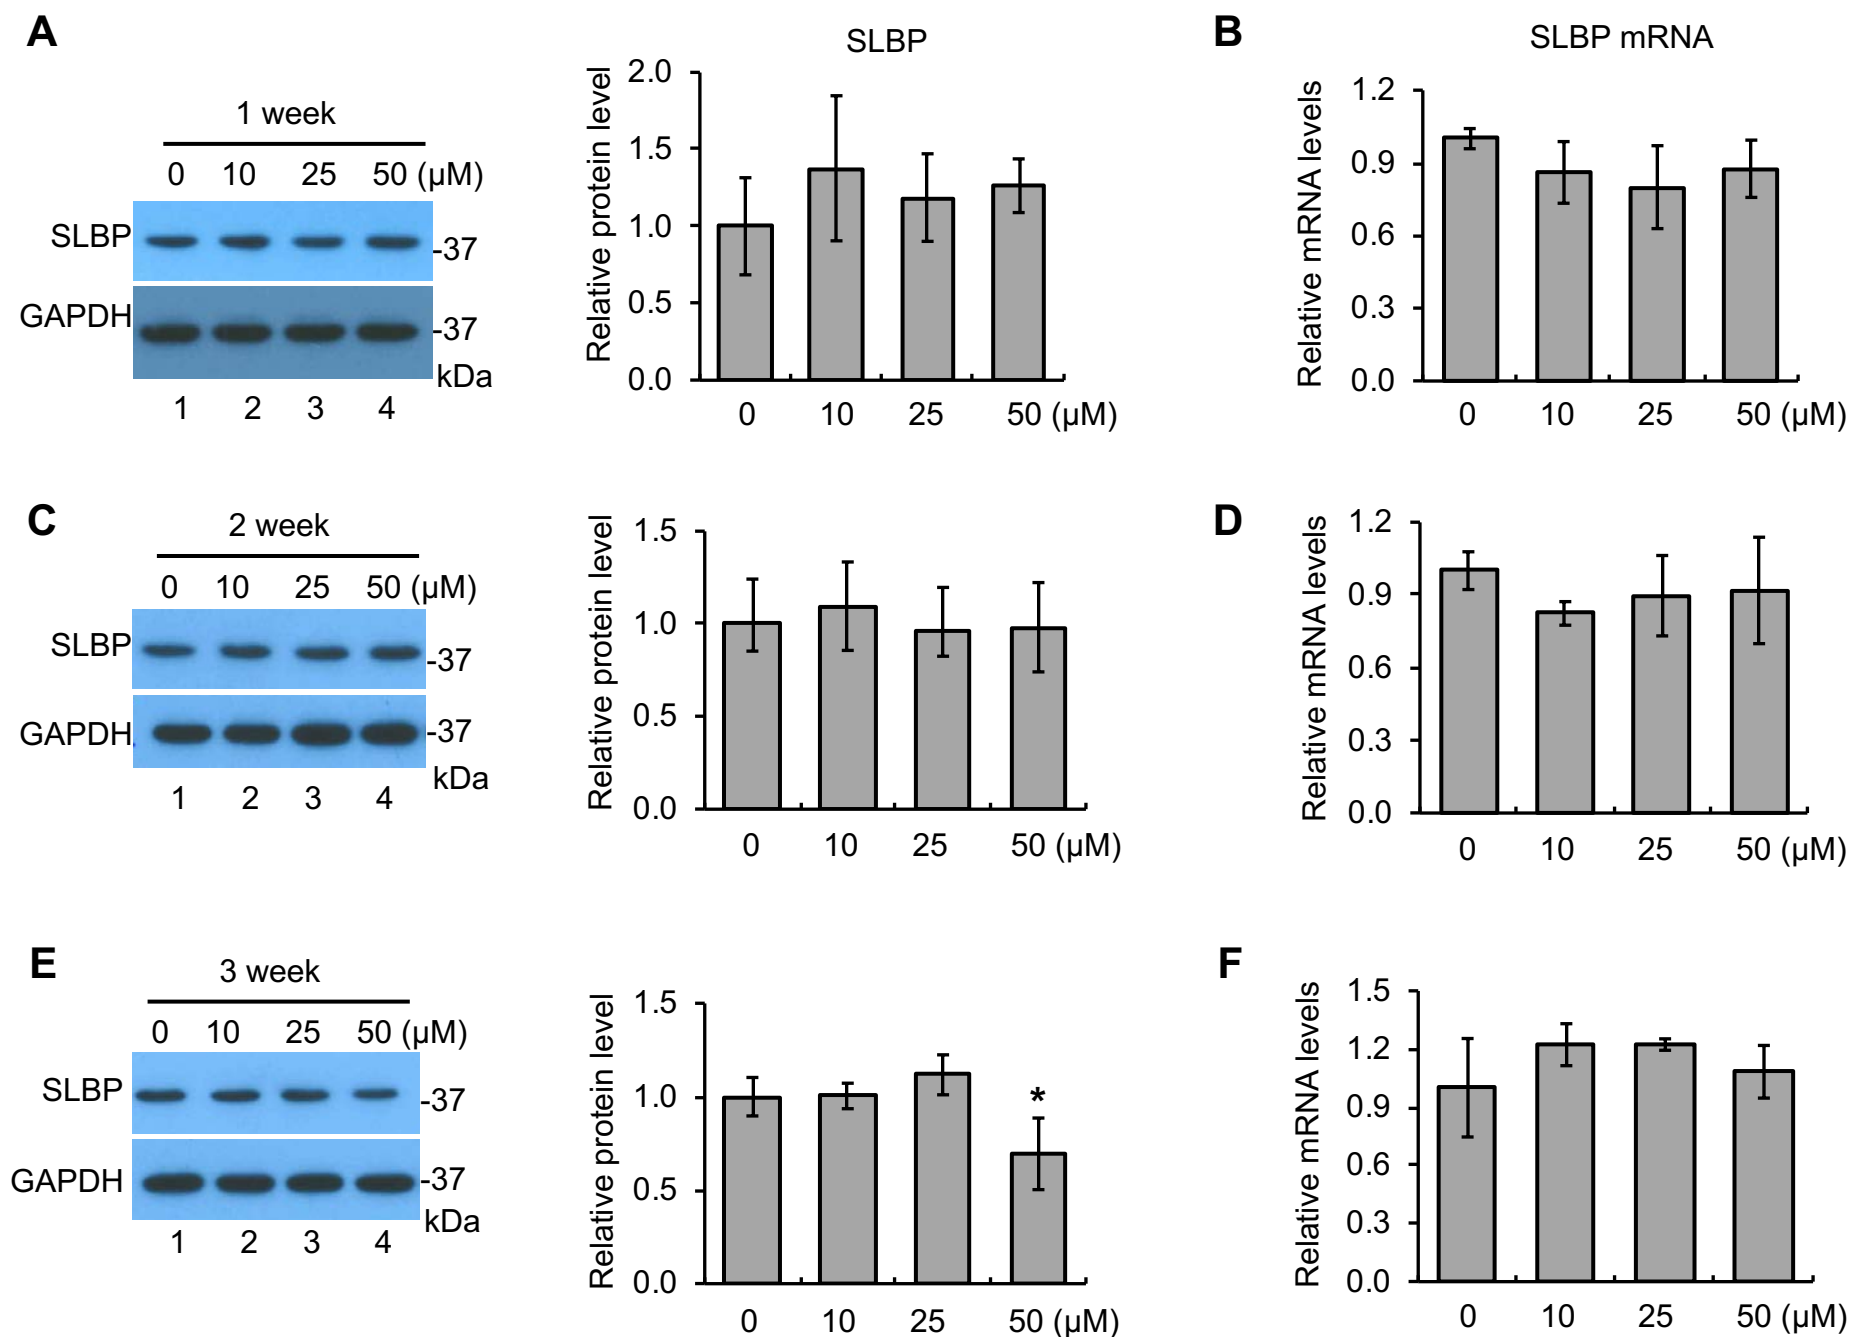 A
1 week
0 10 25 50 (µM)
SLBP
-37
GAPDH
-37
kDa
1 2 3 4
SLBP
Relative protein level
2.0
1.5
1.0
0.5
0.0
0 10 25 50 (µM)
B
SLBP mRNA
Relative mRNA levels
1.2
0.9
0.6
0.3
0.0
0 10 25 50 (µM)
C
2 week
0 10 25 50 (µM)
SLBP
-37
GAPDH
-37
kDa
1 2 3 4
Relative protein level
1.5
1.0
0.5
0.0
0 10 25 50 (µM)
D
Relative mRNA levels
1.2
0.9
0.6
0.3
0.0
0 10 25 50 (µM)
E
3 week
0 10 25 50 (µM)
SLBP
-37
GAPDH
-37
kDa
1 2 3 4
Relative protein level
1.5
1.0
0.5
0.0
*
0 10 25 50 (µM)
F
Relative mRNA levels
1.5
1.2
0.9
0.6
0.3
0.0
0 10 25 50 (µM)